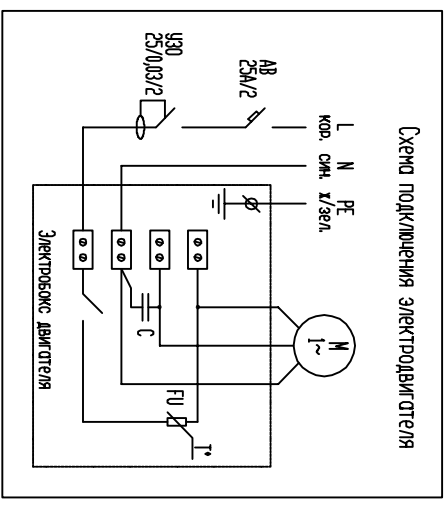 Схема подключения электродвигателя
L
кор.
N
син.
PE
х/зел.
АВ
25А/2
УЗО
25/0,03/2
М
1~
С
FU
T°
Электробокс двигателя